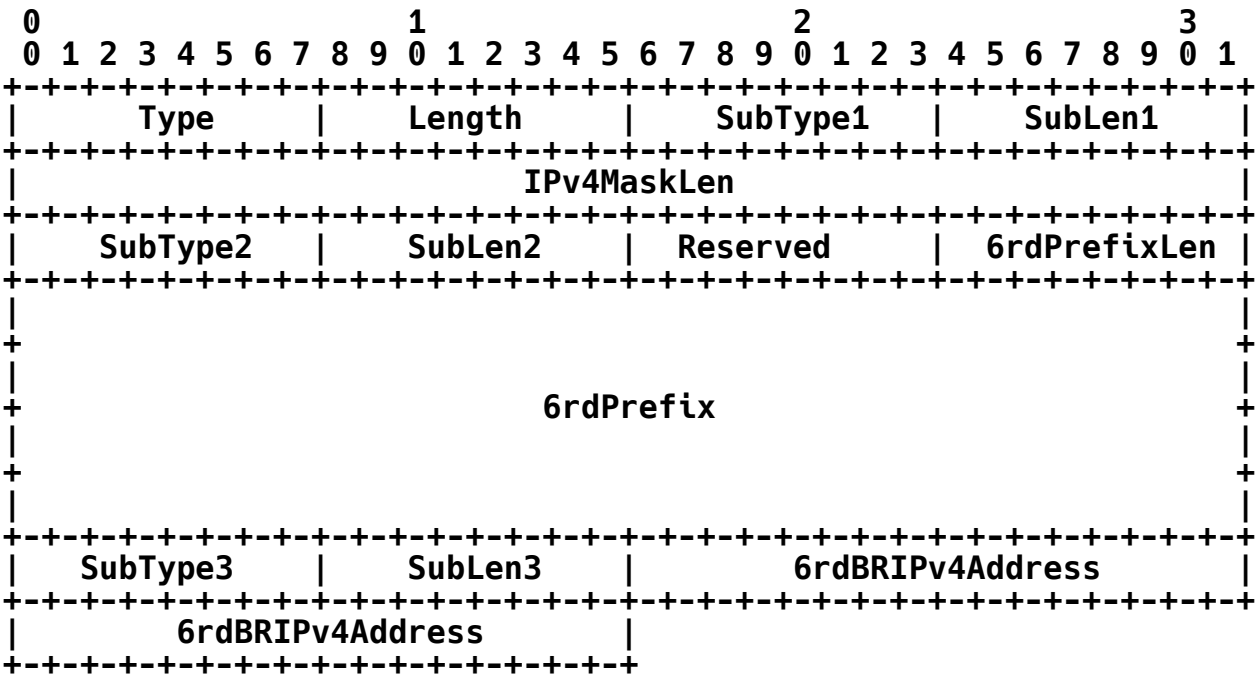 0                   1                   2                   3
 0 1 2 3 4 5 6 7 8 9 0 1 2 3 4 5 6 7 8 9 0 1 2 3 4 5 6 7 8 9 0 1
+-+-+-+-+-+-+-+-+-+-+-+-+-+-+-+-+-+-+-+-+-+-+-+-+-+-+-+-+-+-+-+-+
|      Type     |    Length     |    SubType1   |    SubLen1    |
+-+-+-+-+-+-+-+-+-+-+-+-+-+-+-+-+-+-+-+-+-+-+-+-+-+-+-+-+-+-+-+-+
|                          IPv4MaskLen                          |
+-+-+-+-+-+-+-+-+-+-+-+-+-+-+-+-+-+-+-+-+-+-+-+-+-+-+-+-+-+-+-+-+
|    SubType2   |    SubLen2    |  Reserved     |  6rdPrefixLen |
+-+-+-+-+-+-+-+-+-+-+-+-+-+-+-+-+-+-+-+-+-+-+-+-+-+-+-+-+-+-+-+-+
|                                                               |
+                                                               +
|                                                               |
+                           6rdPrefix                           +
|                                                               |
+                                                               +
|                                                               |
+-+-+-+-+-+-+-+-+-+-+-+-+-+-+-+-+-+-+-+-+-+-+-+-+-+-+-+-+-+-+-+-+
|   SubType3    |    SubLen3    |        6rdBRIPv4Address       |
+-+-+-+-+-+-+-+-+-+-+-+-+-+-+-+-+-+-+-+-+-+-+-+-+-+-+-+-+-+-+-+-+
|        6rdBRIPv4Address       |
+-+-+-+-+-+-+-+-+-+-+-+-+-+-+-+-+